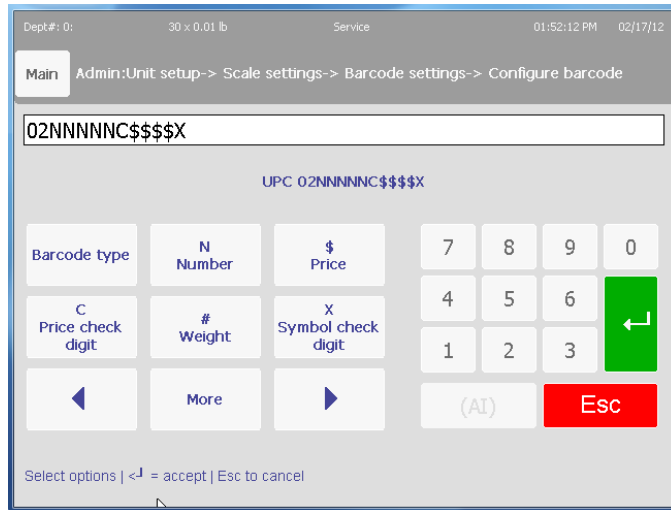 Dept#: 0: 30 x 0.01 lb Service 01:52:12 PM 02/17/12
Main Admin:Unit setup-> Scale settings-> Barcode settings-> Configure barcode
02NNNNNC$$$$X
UPC 02NNNNNC$$$$X
Barcode type
N
Number
$
Price
7 8 9 0
C
Price check
digit
#
Weight
X
Symbol check
digit
4 5 6
1 2 3
More
(AI) Esc
Select options | <┘ = accept | Esc to cancel